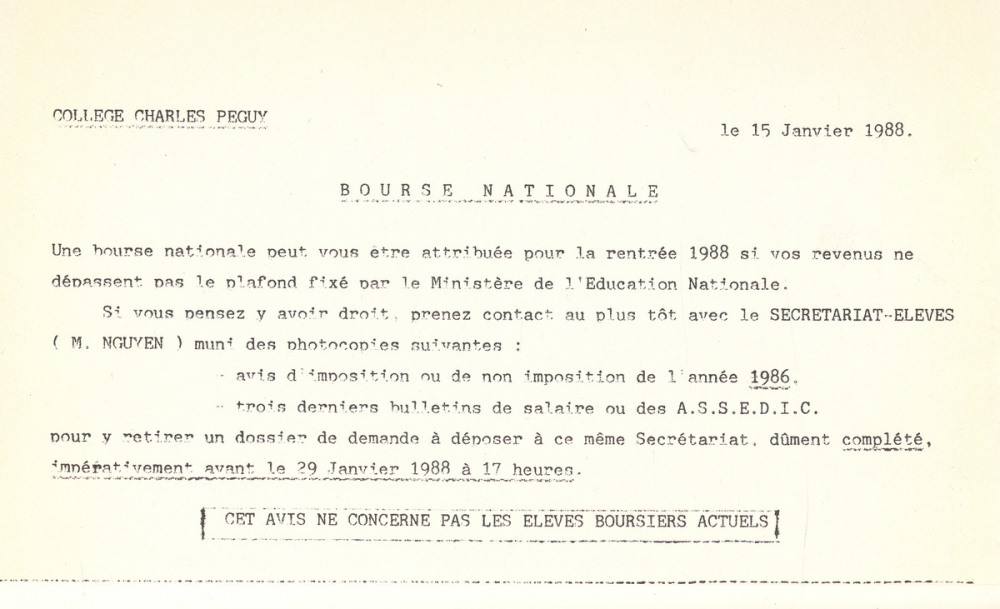 COLLEGE CHARLES PEGUY
le 15 Janvier 1988.
BOURSE NATIONALE
Une bourse nationale peut vous être attribuée pour la rentrée 1988 si vos revenus ne
dépassent pas le plafond fixé par le Ministère de l'Education Nationale.
Si vous pensez y avoir droit, prenez contact au plus tôt avec le SECRETARIAT-ELEVES
( M. NGUYEN ) muni des photocopies suivantes :
- avis d'imposition ou de non imposition de l'année 1986.
- trois derniers bulletins de salaire ou des A.S.S.E.D.I.C.
pour y retirer un dossier de demande à déposer à ce même Secrétariat, dûment complété,
impérativement avant le 29 Janvier 1988 à 17 heures.
CET AVIS NE CONCERNE PAS LES ELEVES BOURSIERS ACTUELS